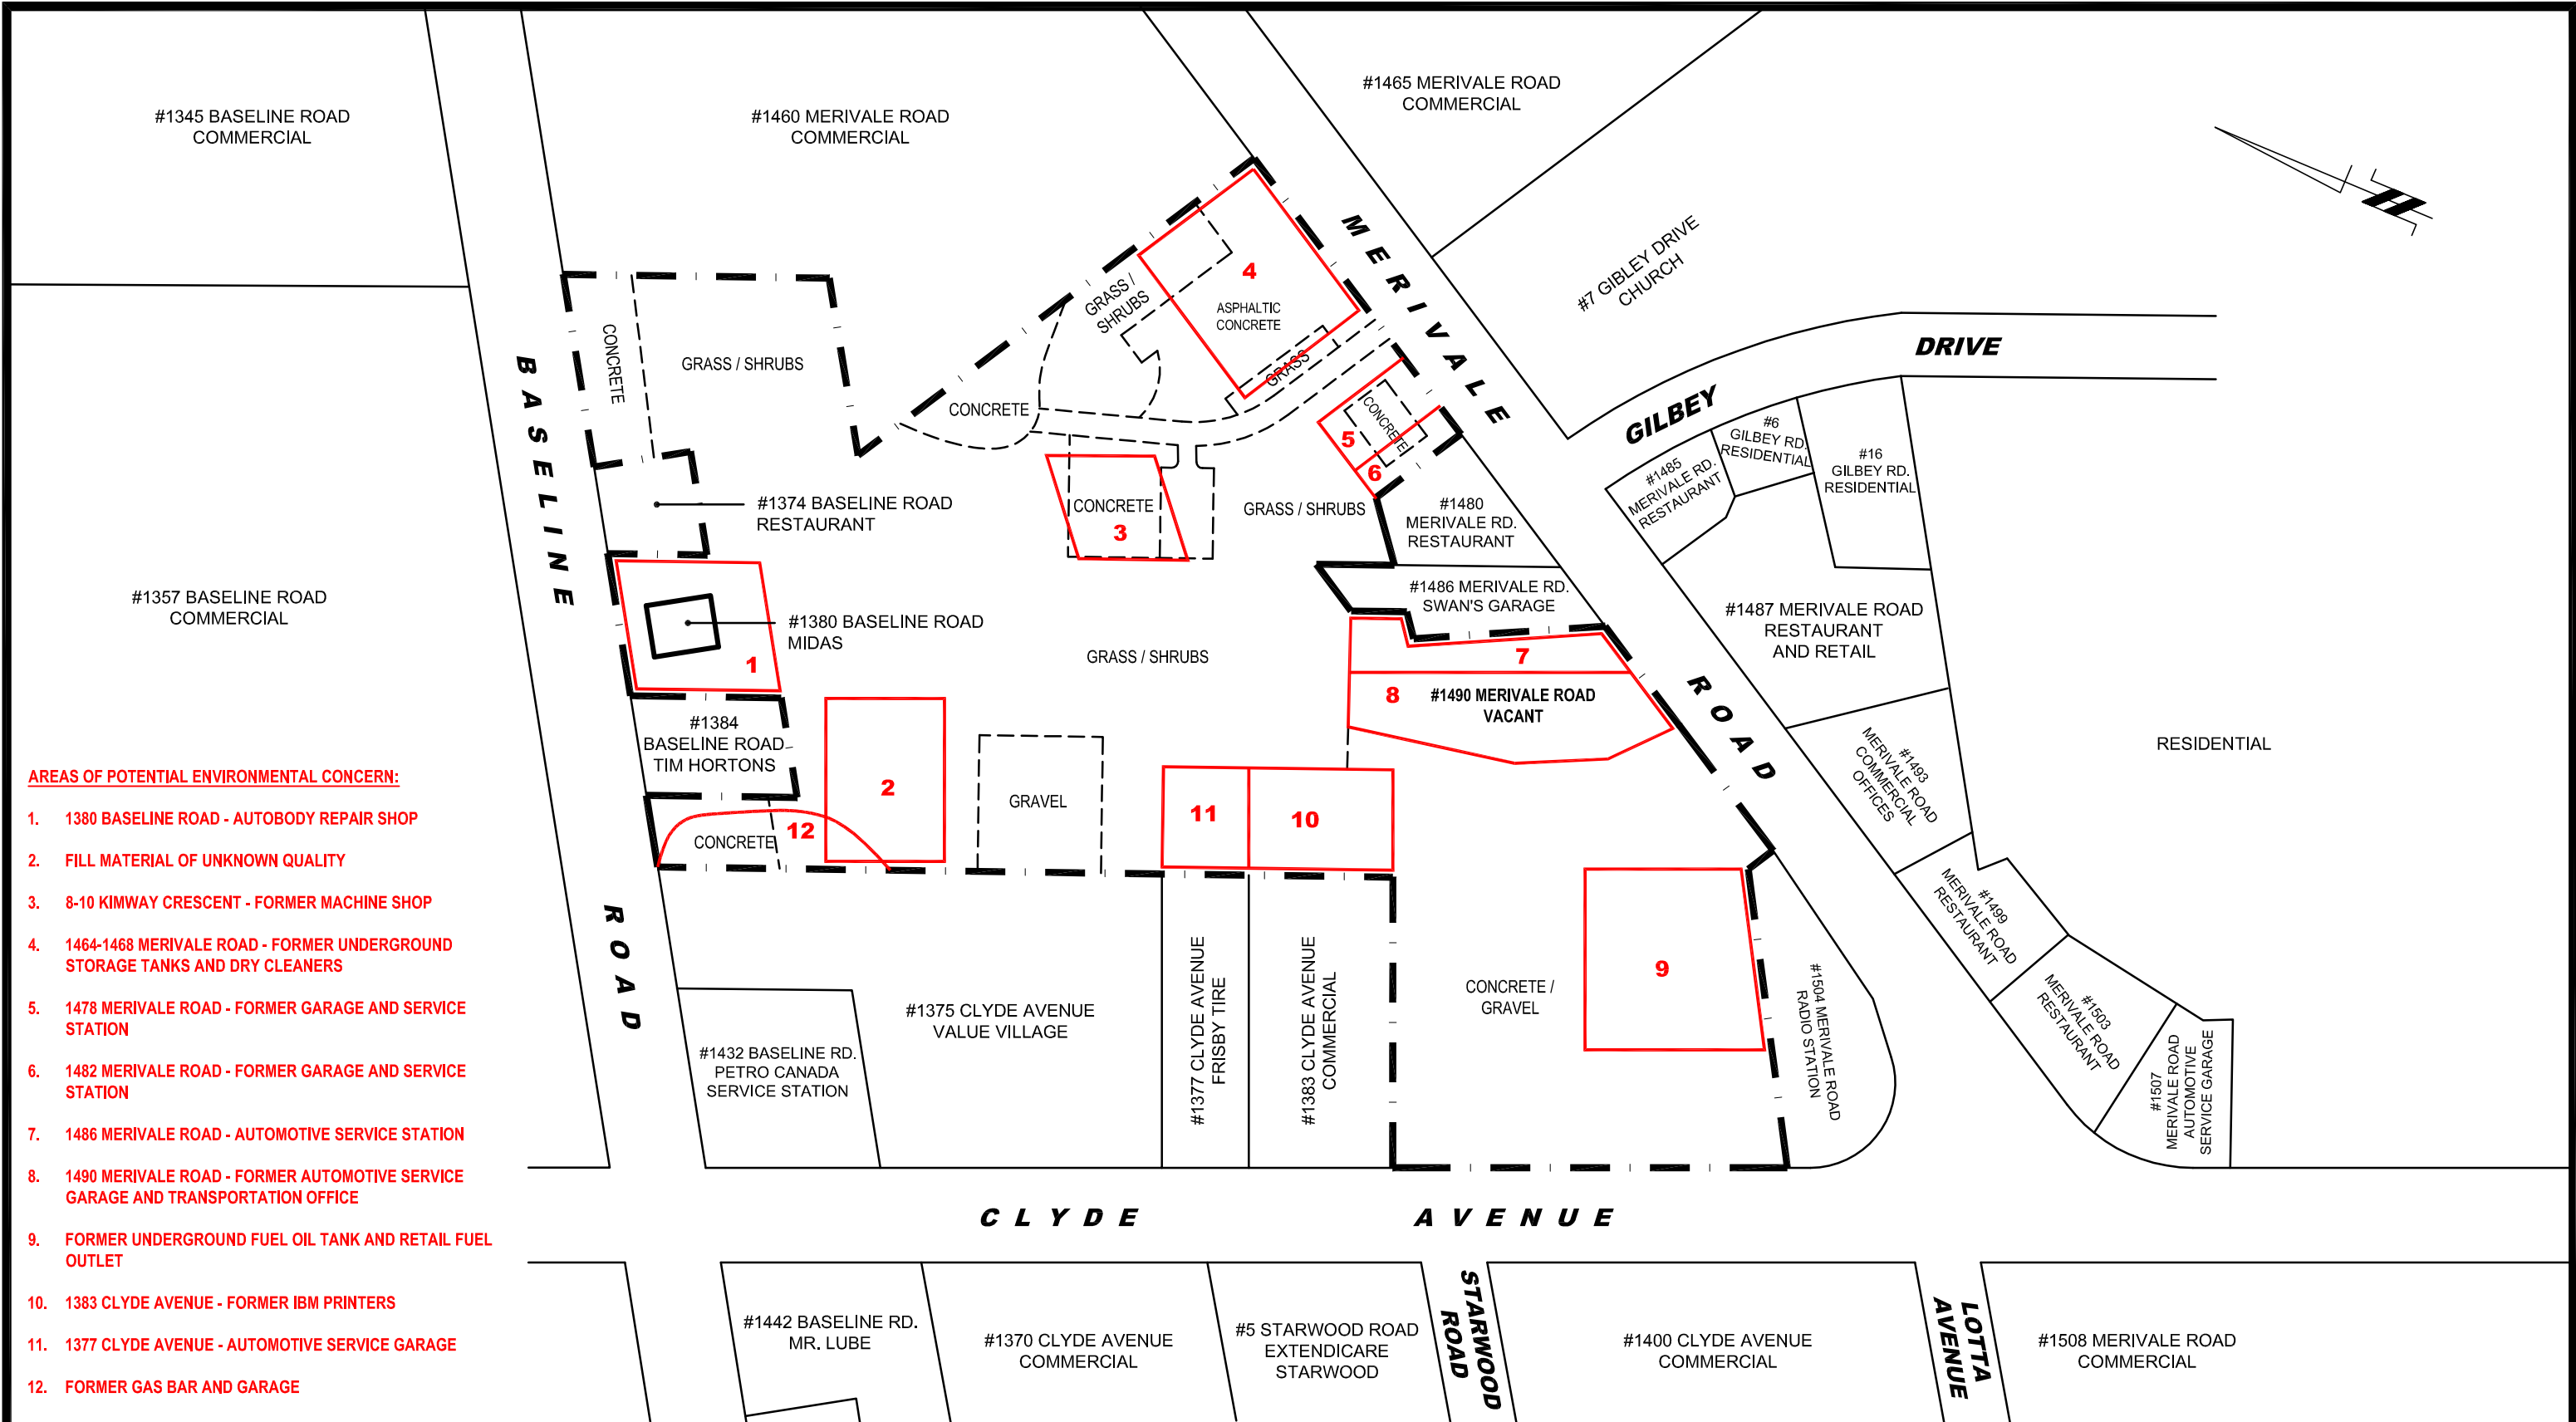 #1345 BASELINE ROAD
COMMERCIAL
#1460 MERIVALE ROAD
COMMERCIAL
#1465 MERIVALE ROAD
COMMERCIAL
#7 GIBLEY DRIVE
CHURCH
MERIVALE
ROAD
GILBEY
DRIVE
BASELINE
ROAD
CONCRETE
GRASS / SHRUBS
GRASS /
SHRUBS
4
ASPHALTIC
CONCRETE
GRASS
CONCRETE
CONCRETE
5
6
#1374 BASELINE ROAD
RESTAURANT
CONCRETE
3
GRASS / SHRUBS
#1480
MERIVALE RD.
RESTAURANT
#1485
MERIVALE RD.
RESTAURANT
#6
GILBEY RD.
RESIDENTIAL
#16
GILBEY RD.
RESIDENTIAL
#1357 BASELINE ROAD
COMMERCIAL
#1380 BASELINE ROAD
MIDAS
1
GRASS / SHRUBS
#1486 MERIVALE RD.
SWAN'S GARAGE
7
8
#1490 MERIVALE ROAD
VACANT
#1487 MERIVALE ROAD
RESTAURANT
AND RETAIL
#1384
BASELINE ROAD
TIM HORTONS
2
GRAVEL
11
10
CONCRETE
12
#1493
MERIVALE ROAD
COMMERCIAL
OFFICES
RESIDENTIAL
#1499
MERIVALE ROAD
RESTAURANT
#1503
MERIVALE ROAD
RESTAURANT
#1507
MERIVALE ROAD
AUTOMOTIVE
SERVICE GARAGE
9
CONCRETE /
GRAVEL
#1504 MERIVALE ROAD
RADIO STATION
#1375 CLYDE AVENUE
VALUE VILLAGE
#1377 CLYDE AVENUE
FRISBY TIRE
#1383 CLYDE AVENUE
COMMERCIAL
#1432 BASELINE RD.
PETRO CANADA
SERVICE STATION
CLYDE AVENUE
#1442 BASELINE RD.
MR. LUBE
#1370 CLYDE AVENUE
COMMERCIAL
#5 STARWOOD ROAD
EXTENDICARE
STARWOOD
STARWOOD
ROAD
#1400 CLYDE AVENUE
COMMERCIAL
LOTTA
AVENUE
#1508 MERIVALE ROAD
COMMERCIAL
AREAS OF POTENTIAL ENVIRONMENTAL CONCERN:
1. 1380 BASELINE ROAD - AUTOBODY REPAIR SHOP
2. FILL MATERIAL OF UNKNOWN QUALITY
3. 8-10 KIMWAY CRESCENT - FORMER MACHINE SHOP
4. 1464-1468 MERIVALE ROAD - FORMER UNDERGROUND
STORAGE TANKS AND DRY CLEANERS
5. 1478 MERIVALE ROAD - FORMER GARAGE AND SERVICE
STATION
6. 1482 MERIVALE ROAD - FORMER GARAGE AND SERVICE
STATION
7. 1486 MERIVALE ROAD - AUTOMOTIVE SERVICE STATION
8. 1490 MERIVALE ROAD - FORMER AUTOMOTIVE SERVICE
GARAGE AND TRANSPORTATION OFFICE
9. FORMER UNDERGROUND FUEL OIL TANK AND RETAIL FUEL
OUTLET
10. 1383 CLYDE AVENUE - FORMER IBM PRINTERS
11. 1377 CLYDE AVENUE - AUTOMOTIVE SERVICE GARAGE
12. FORMER GAS BAR AND GARAGE